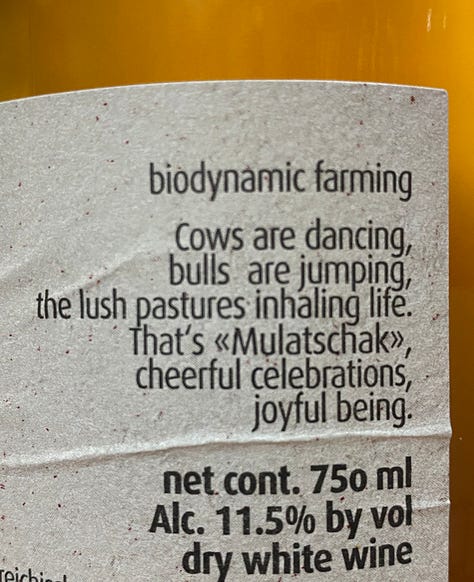 biodynamic farming
Cows are dancing,
bulls are jumping,
the lush pastures inhaling life.
That's «Mulatschak»,
cheerful celebrations,
joyful being.
net cont. 750 ml
Alc. 11.5% by vol
dry white wine